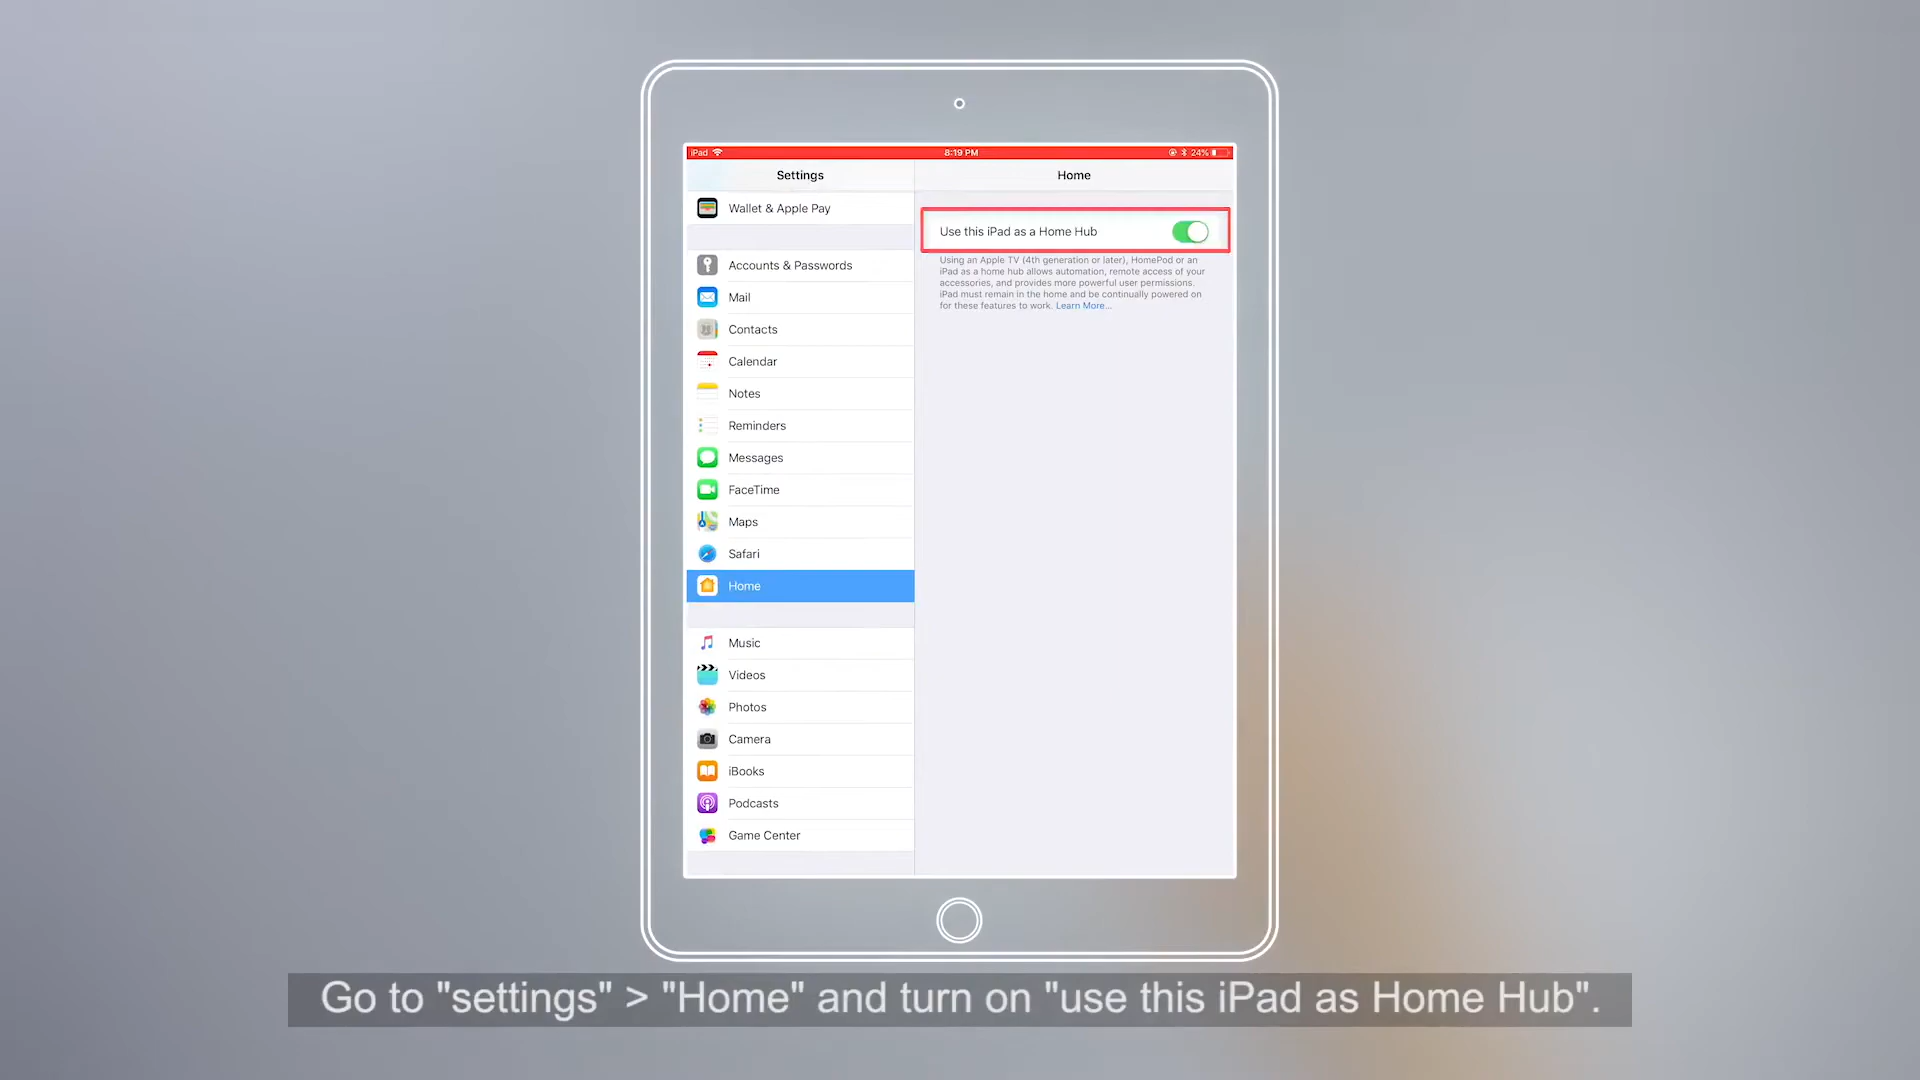 iPad
8:19 PM
24%
Settings
Home
Wallet & Apple Pay
Accounts & Passwords
Mail
Contacts
Calendar
Notes
Reminders
Messages
FaceTime
Maps
Safari
Home
Music
Videos
Photos
Camera
iBooks
Podcasts
Game Center
Use this iPad as a Home Hub
Using an Apple TV (4th generation or later), HomePod or an
iPad as a home hub allows automation, remote access of your
accessories, and provides more powerful user permissions.
iPad must remain in the home and be continually powered on
for these features to work. Learn More...
Go to "settings" > "Home" and turn on "use this iPad as Home Hub".